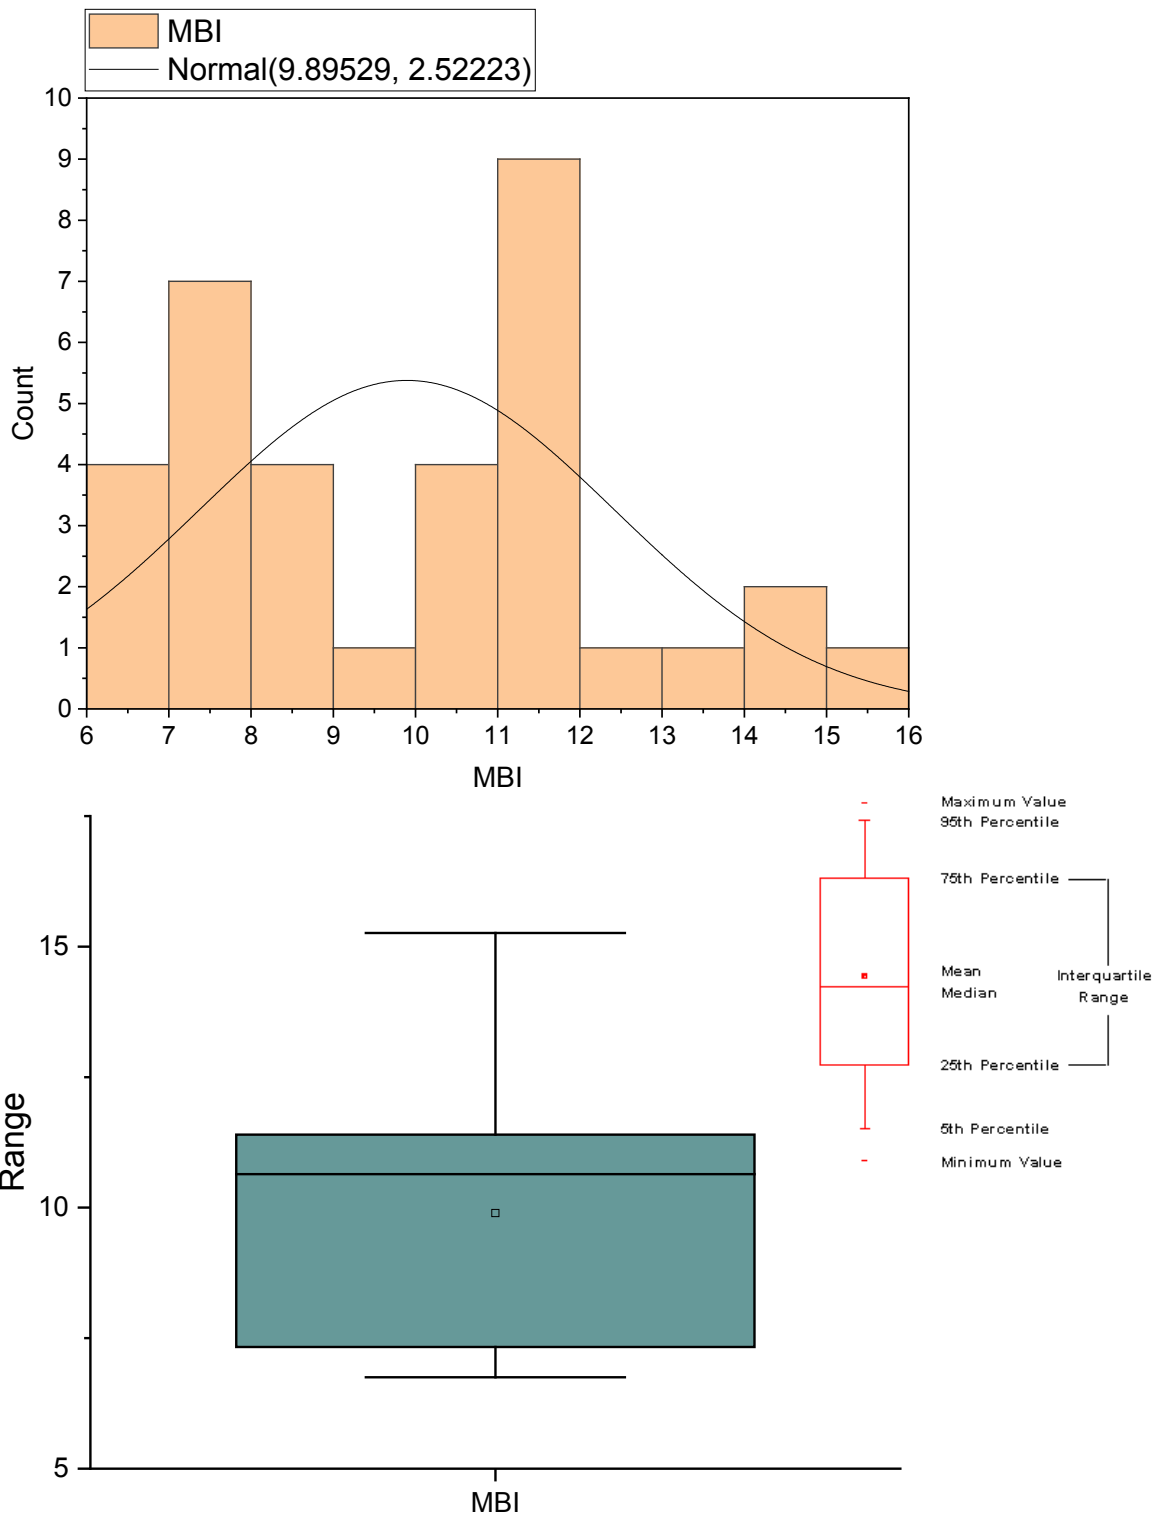 MBI
Normal(9.89529, 2.52223)
10
9
8
7
6
5
4
3
2
1
0
Count
6 7 8 9 10 11 12 13 14 15 16
MBI
Maximum Value
95th Percentile
75th Percentile
Mean
Median
Interquartile
Range
25th Percentile
5th Percentile
Minimum Value
15
10
5
Range
MBI